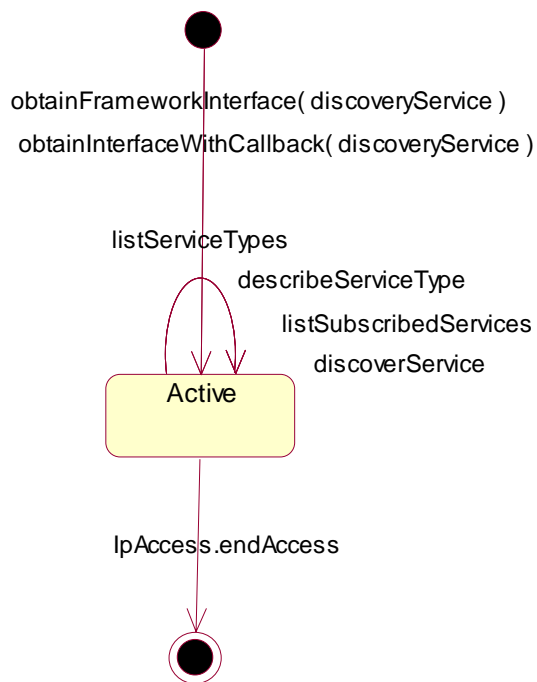 obtainFrameworkInterface( discoveryService )
obtainInterfaceWithCallback( discoveryService )
listServiceTypes
describeServiceType
listSubscribedServices
discoverService
Active
IpAccess.endAccess